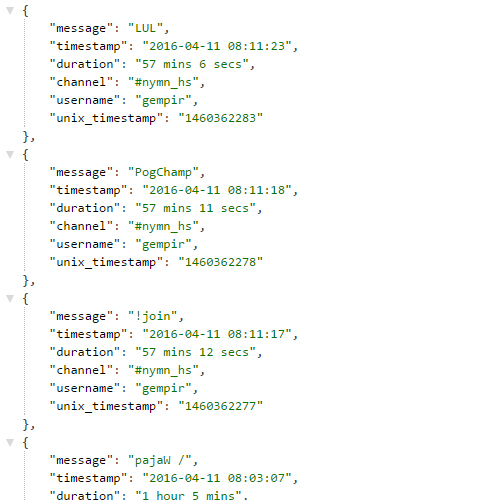 {
"message": "LUL",
"timestamp": "2016-04-11 08:11:23",
"duration": "57 mins 6 secs",
"channel": "#nymn_hs",
"username": "gempir",
"unix_timestamp": "1460362283"
},
{
"message": "PogChamp",
"timestamp": "2016-04-11 08:11:18",
"duration": "57 mins 11 secs",
"channel": "#nymn_hs",
"username": "gempir",
"unix_timestamp": "1460362278"
},
{
"message": "!join",
"timestamp": "2016-04-11 08:11:17",
"duration": "57 mins 12 secs",
"channel": "#nymn_hs",
"username": "gempir",
"unix_timestamp": "1460362277"
},
{
"message": "pajaW /",
"timestamp": "2016-04-11 08:03:07",
"duration": "1 hour 5 mins",